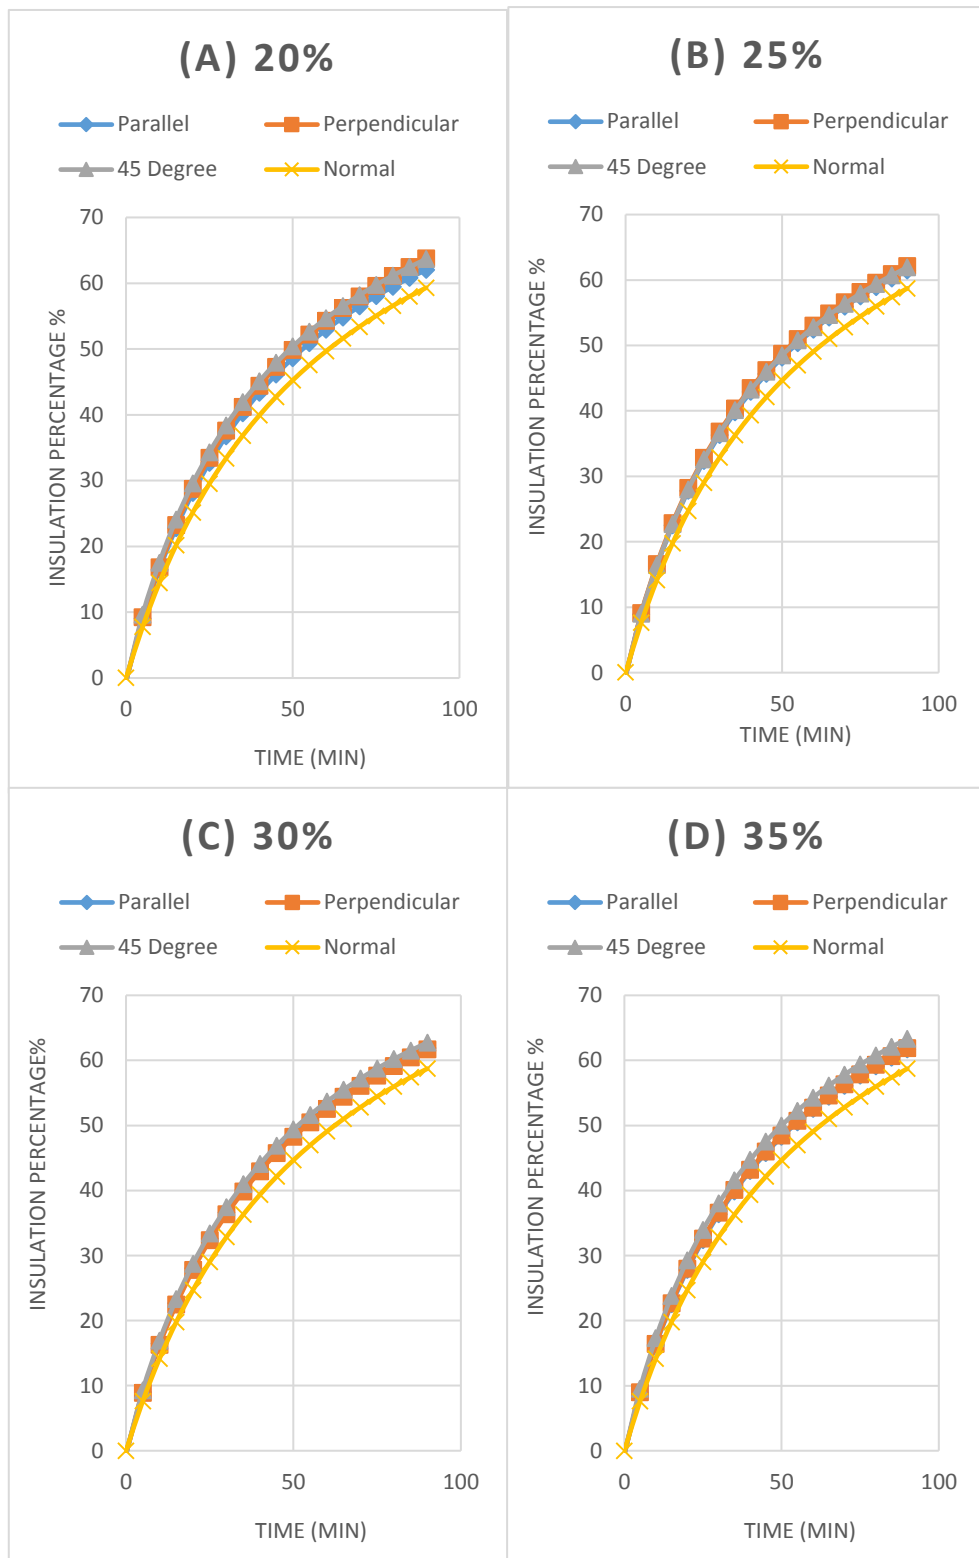 (A) 20%
Parallel Perpendicular
45 Degree Normal
70
60
50
40
30
20
10
0
INSULATION PERCENTAGE %
0 50 100
TIME (MIN)
(B) 25%
Parallel Perpendicular
45 Degree Normal
70
60
50
40
30
20
10
0
INSULATION PERCENTAGE %
0 50 100
TIME (MIN)
(C) 30%
Parallel Perpendicular
45 Degree Normal
70
60
50
40
30
20
10
0
INSULATION PERCENTAGE%
0 50 100
TIME (MIN)
(D) 35%
Parallel Perpendicular
45 Degree Normal
70
60
50
40
30
20
10
0
INSULATION PERCENTAGE %
0 50 100
TIME (MIN)